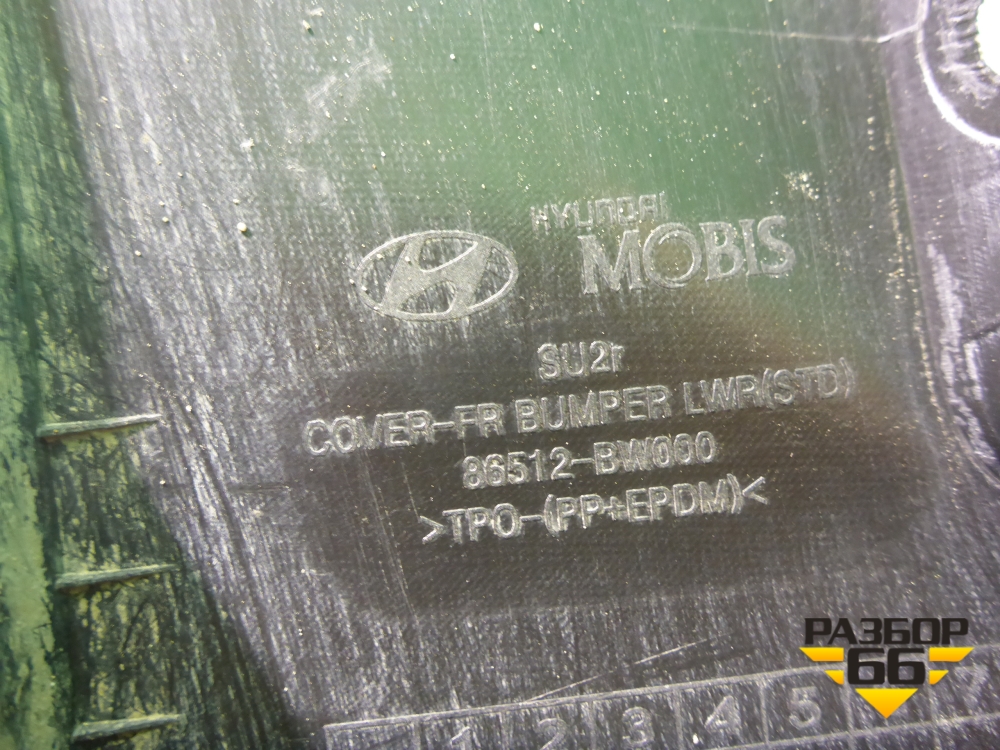 HYUNDAI
MOBIS
SU2r
COVER-FR BUMPER LWR(STD)
86512-BW000
>TPO-(PP+EPDM)<
РАЗБОР
66
1 2 3 4 5 7